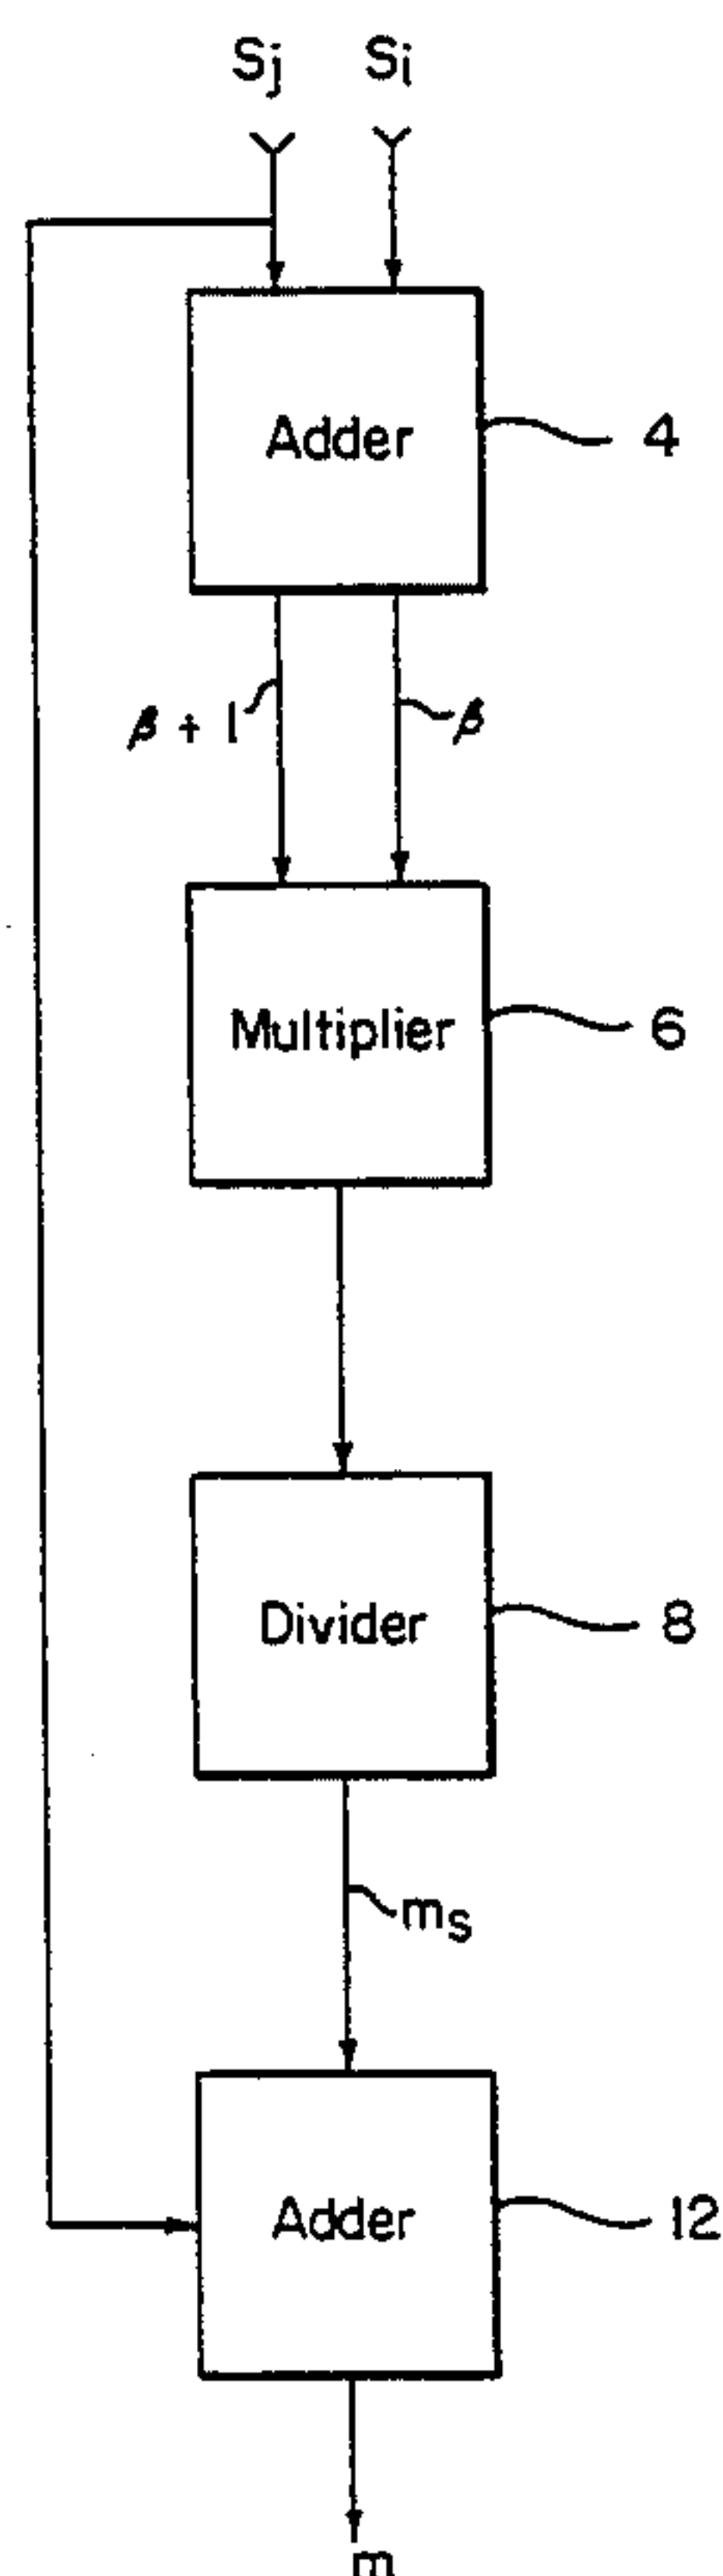 Sj Si
Adder 4
β + 1 β
Multiplier 6
Divider 8
ms
Adder 12
m